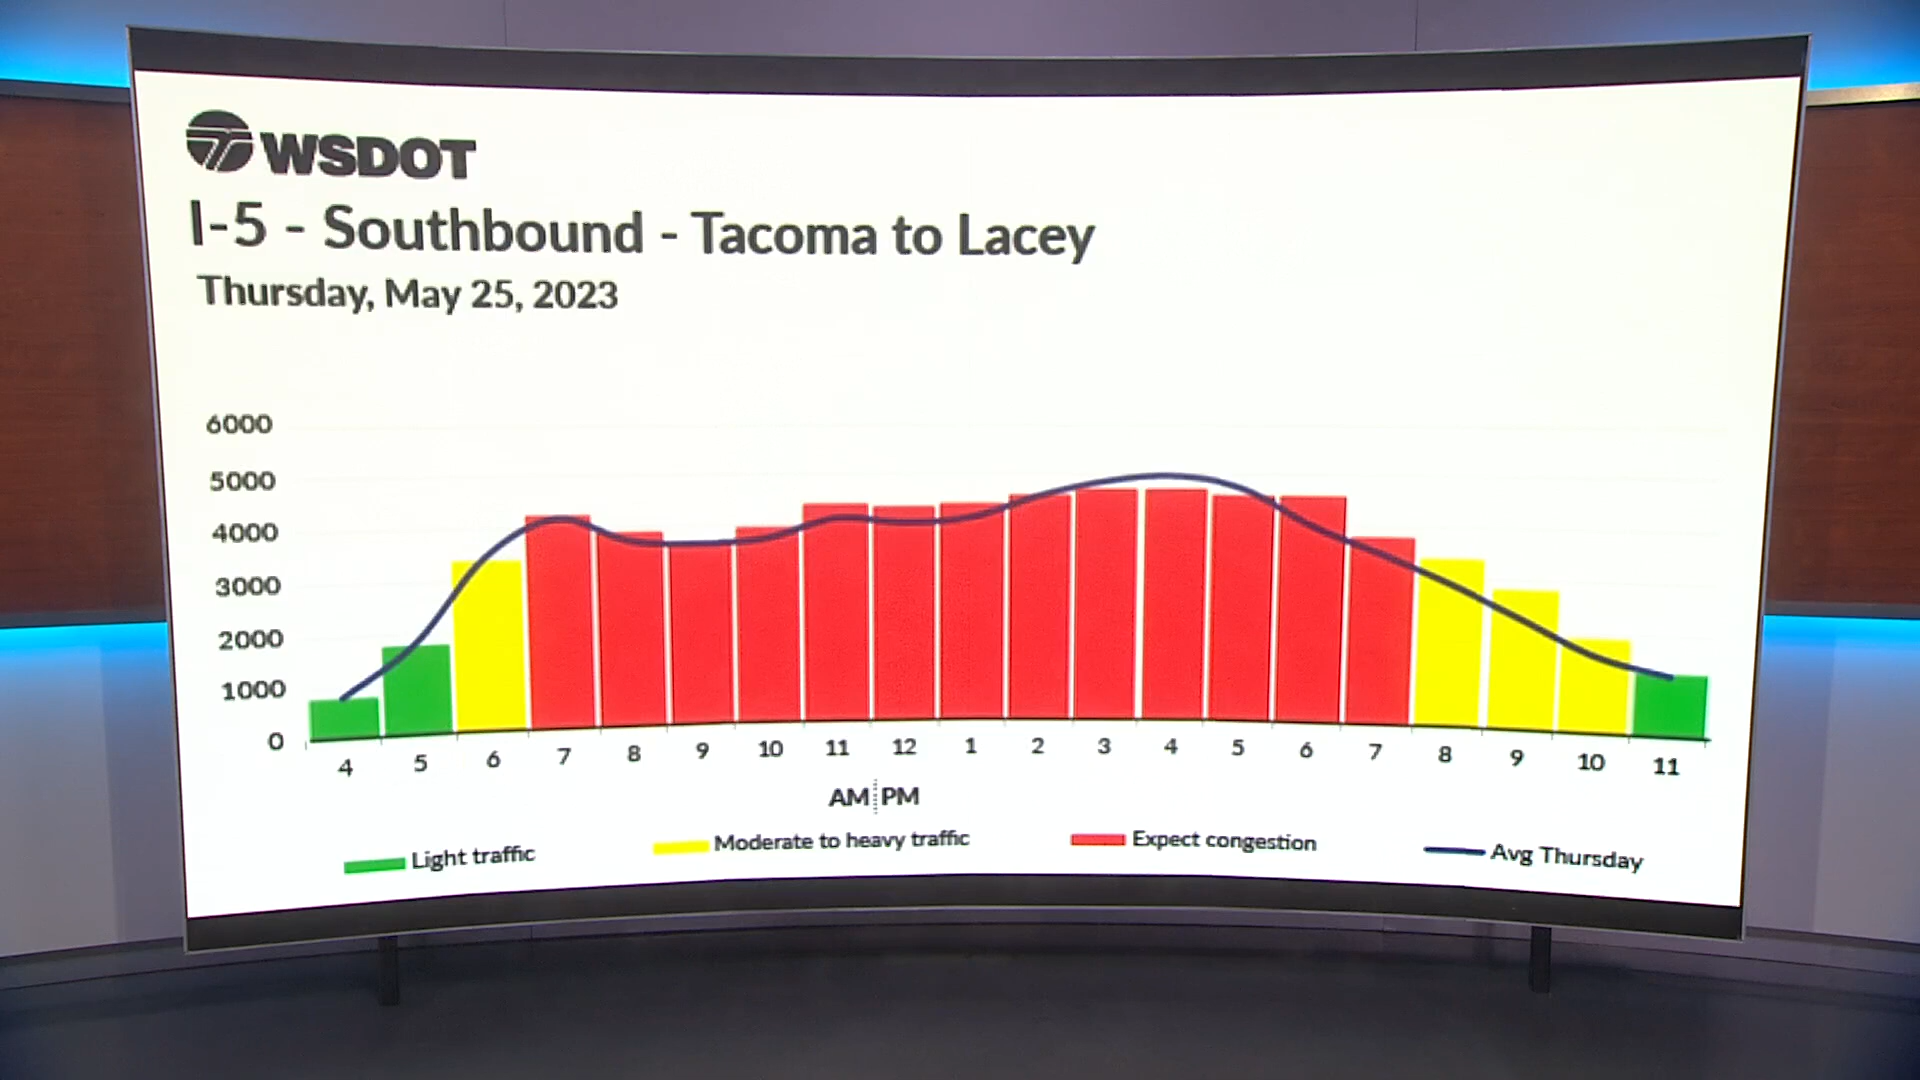 WSDOT
I-5 - Southbound - Tacoma to Lacey
Thursday, May 25, 2023
6000
5000
4000
3000
2000
1000
0
4 5 6 7 8 9 10 11 12 1 2 3 4 5 6 7 8 9 10 11
AM PM
Light traffic Moderate to heavy traffic Expect congestion Avg Thursday